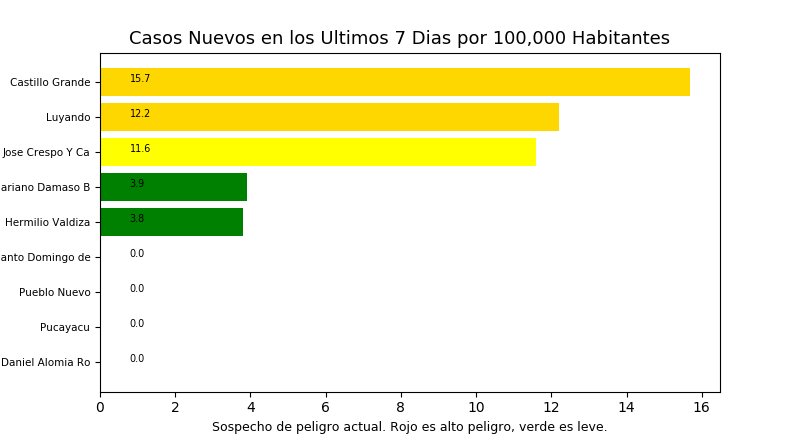 Casos Nuevos en los Ultimos 7 Dias por 100,000 Habitantes
Castillo Grande 15.7
Luyando 12.2
Jose Crespo Y Ca 11.6
ariano Damaso B 3.9
Hermilio Valdiza 3.8
anto Domingo de 0.0
Pueblo Nuevo 0.0
Pucayacu 0.0
Daniel Alomia Ro 0.0
0 2 4 6 8 10 12 14 16
Sospecho de peligro actual. Rojo es alto peligro, verde es leve.